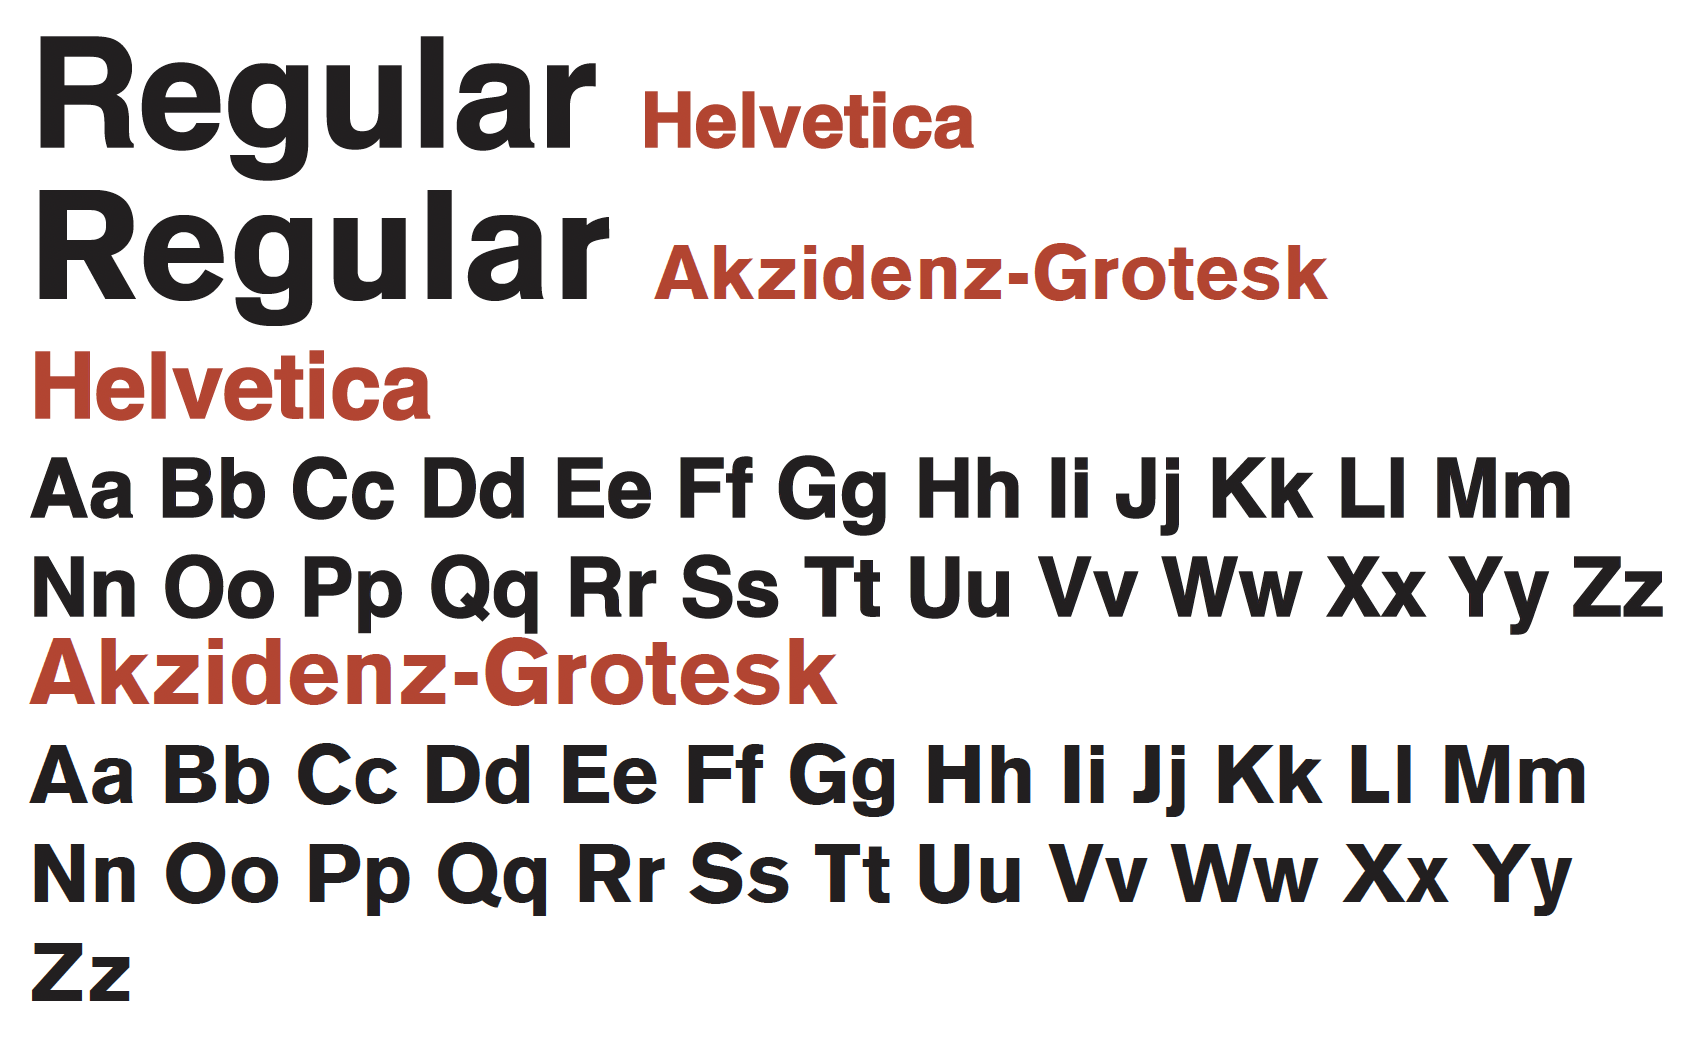 Regular Helvetica
Regular Akzidenz-Grotesk
Helvetica
Aa Bb Cc Dd Ee Ff Gg Hh Ii Jj Kk Ll Mm
Nn Oo Pp Qq Rr Ss Tt Uu Vv Ww Xx Yy Zz
Akzidenz-Grotesk
Aa Bb Cc Dd Ee Ff Gg Hh Ii Jj Kk Ll Mm
Nn Oo Pp Qq Rr Ss Tt Uu Vv Ww Xx Yy
Zz